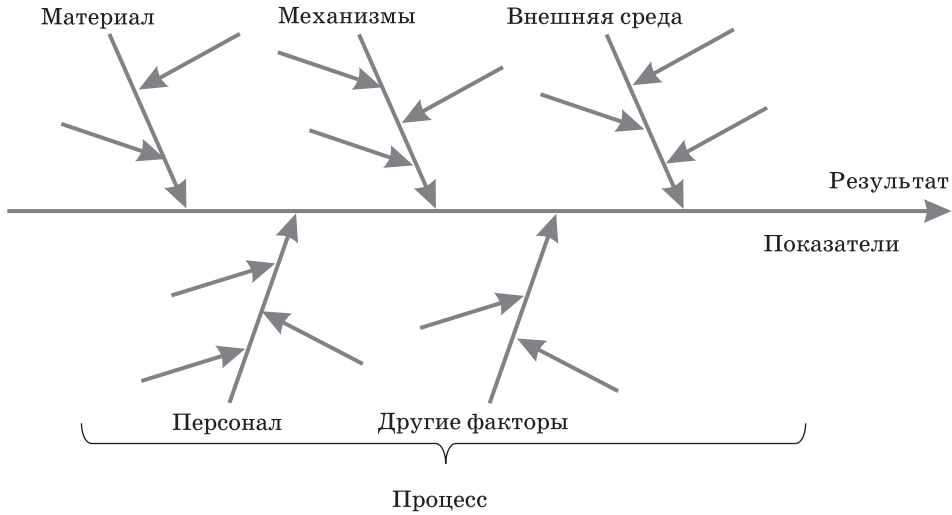 Материал
Механизмы
Внешняя среда
Результат
Показатели
Персонал
Другие факторы
Процесс